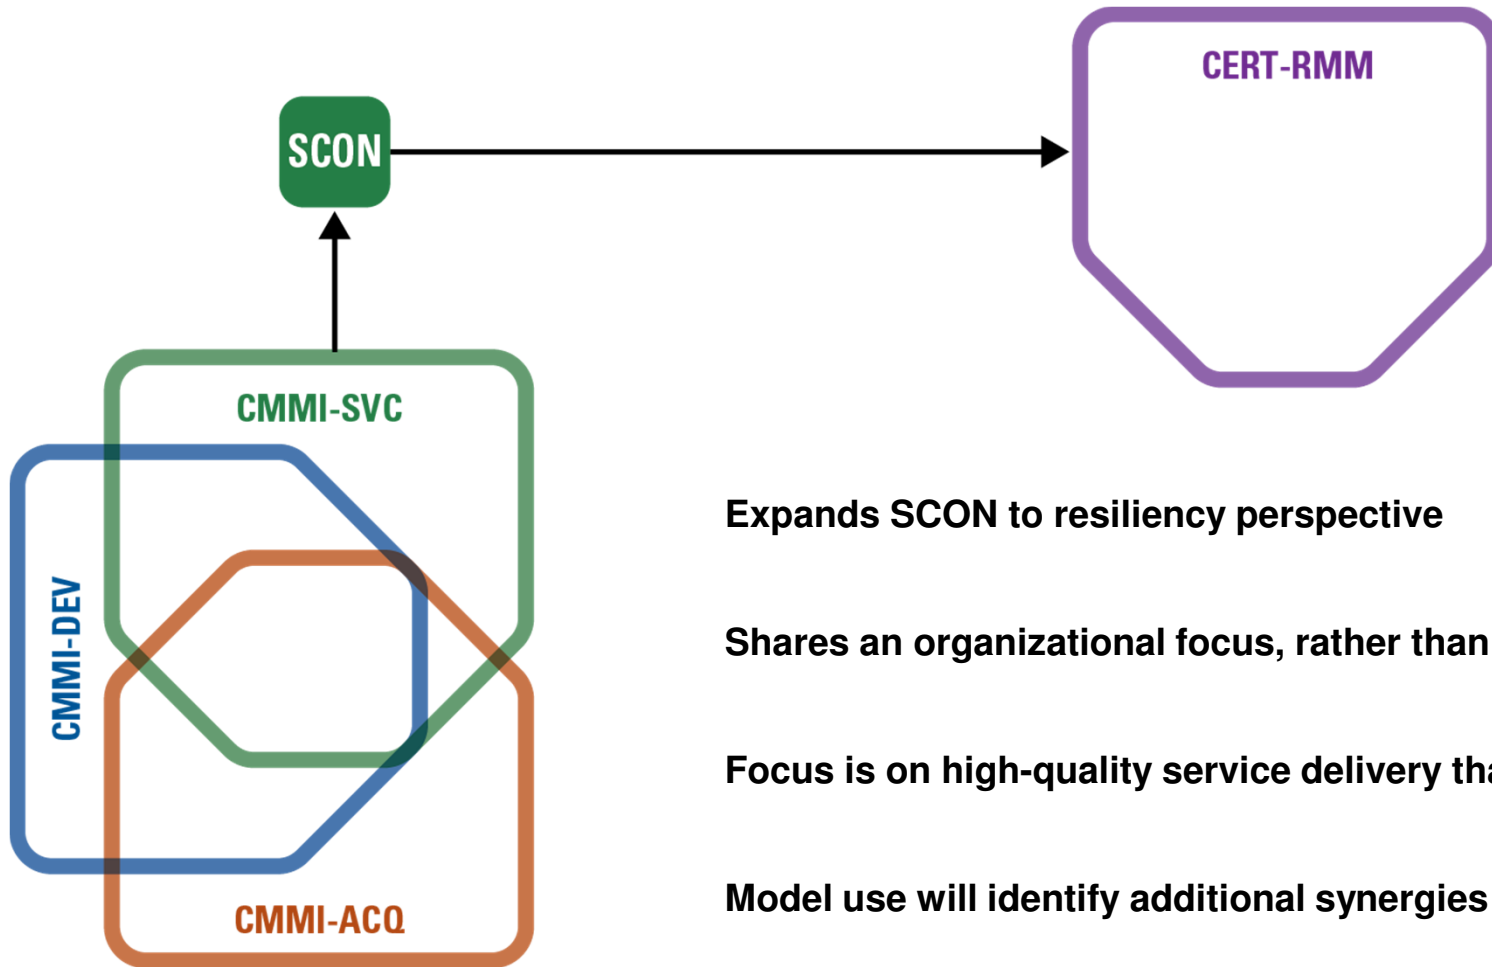 CERT-RMM
SCON
CMMI-SVC
CMMI-DEV
CMMI-ACQ
Expands SCON to resiliency perspective
Shares an organizational focus, rather than
Focus is on high-quality service delivery
Model use will identify additional synergies